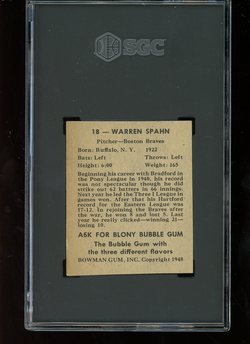 SGC
18 — WARREN SPAHN
Pitcher—Boston Braves
Born: Buffalo, N. Y. 1922
Bats: Left Throws: Left
Height: 6:00 Weight: 165
Beginning his career with Bradford in
the Pony League in 1940, his record
was not spectacular though he did
strike out 62 batters in 66 innings.
Next year he led the Three I League in
games won. After that his Hartford
record for the Eastern League was
17-12. In rejoining the Braves after
the war, he won 8 and lost 5. Last
year he really clicked—winning 21—
losing 10.
ASK FOR BLONY BUBBLE GUM
The Bubble Gum with
the three different flavors
BOWMAN GUM, INC. Copyright 1948